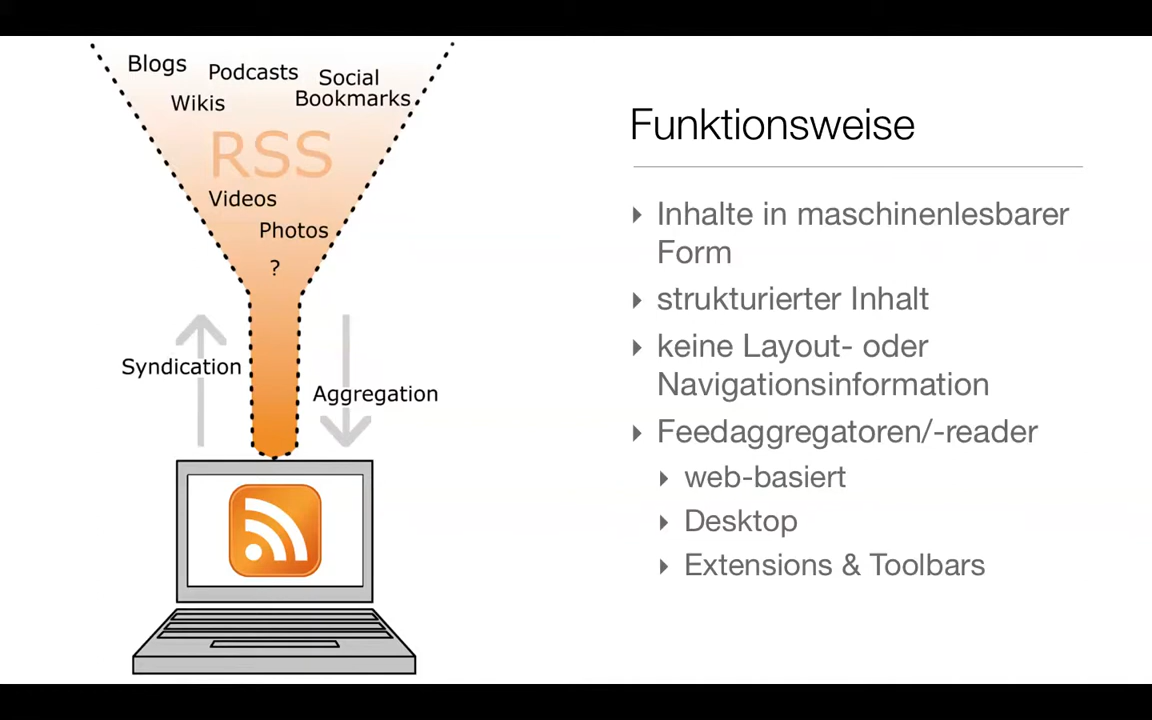 Blogs
Podcasts
Social
Bookmarks
Wikis
RSS
Videos
Photos
?
Syndication
Aggregation
Funktionsweise
Inhalte in maschinenlesbarer
Form
strukturierter Inhalt
keine Layout- oder
Navigationsinformation
Feedaggregatoren/-reader
web-basiert
Desktop
Extensions & Toolbars